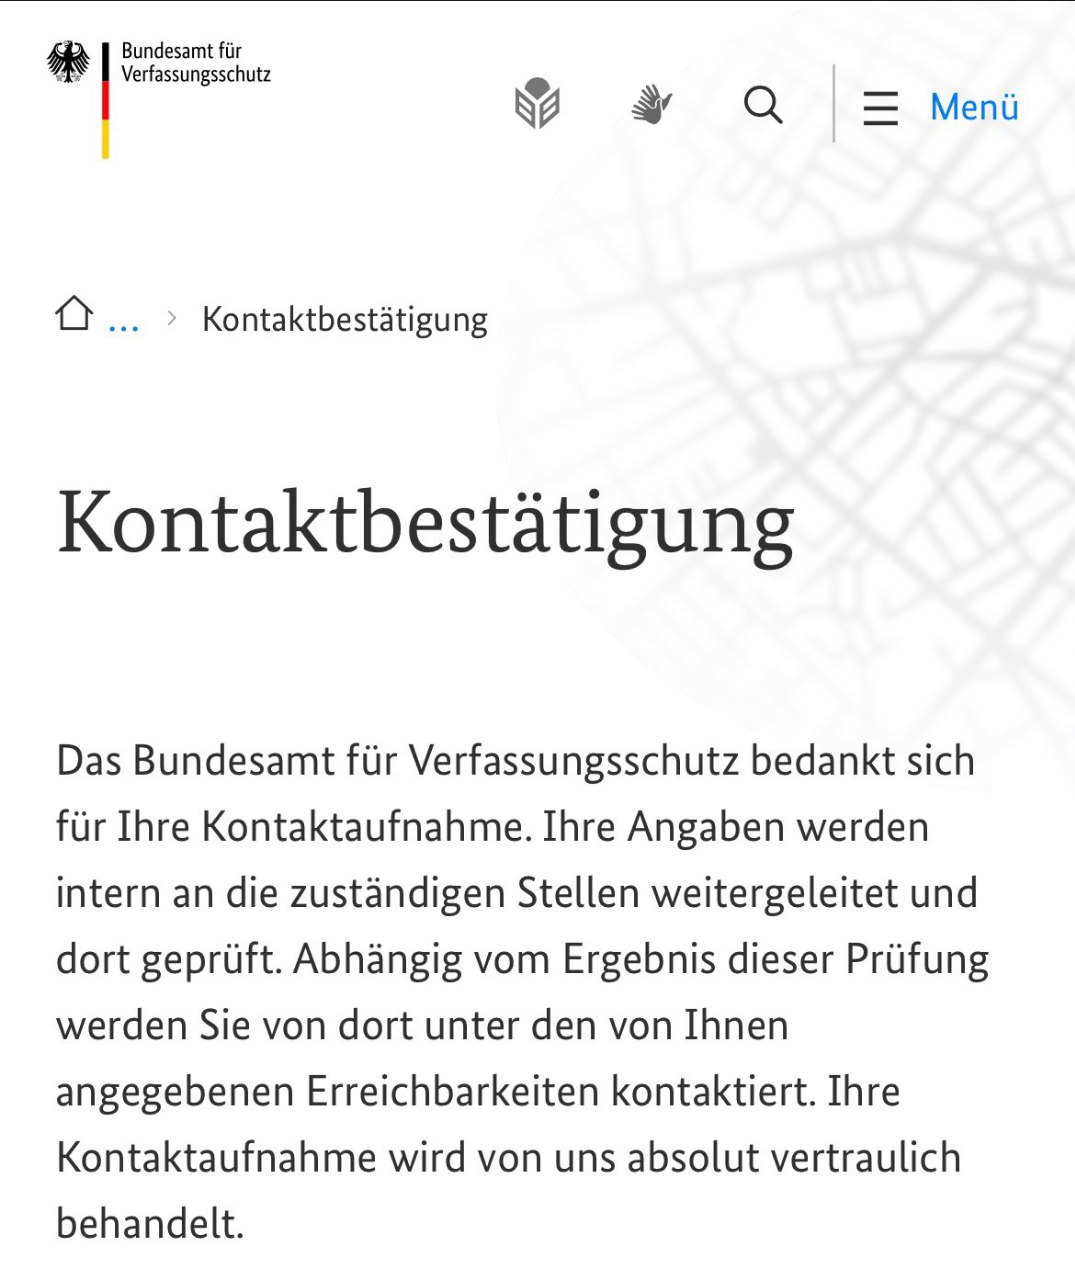 Bundesamt für
Verfassungsschutz
Menü
... > Kontaktbestätigung
Kontaktbestätigung
Das Bundesamt für Verfassungsschutz bedankt sich
für Ihre Kontaktaufnahme. Ihre Angaben werden
intern an die zuständigen Stellen weitergeleitet und
dort geprüft. Abhängig vom Ergebnis dieser Prüfung
werden Sie von dort unter den von Ihnen
angegebenen Erreichbarkeiten kontaktiert. Ihre
Kontaktaufnahme wird von uns absolut vertraulich
behandelt.